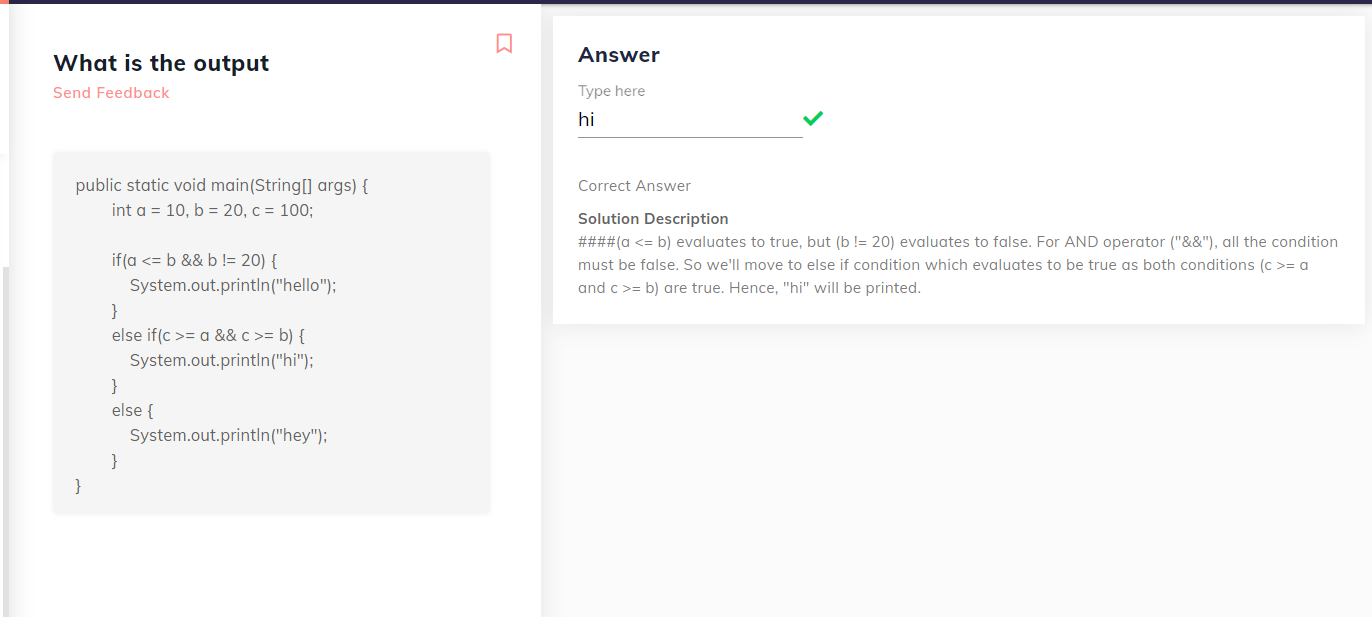 What is the output
Send Feedback
public static void main(String[] args) {
int a = 10, b = 20, c = 100;
if(a <= b && b != 20) {
System.out.println("hello");
}
else if(c >= a && c >= b) {
System.out.println("hi");
}
else {
System.out.println("hey");
}
}
Answer
Type here
hi
Correct Answer
Solution Description
####(a <= b) evaluates to true, but (b != 20) evaluates to false. For AND operator ("&&"), all the condition
must be false. So we'll move to else if condition which evaluates to be true as both conditions (c >= a
and c >= b) are true. Hence, "hi" will be printed.